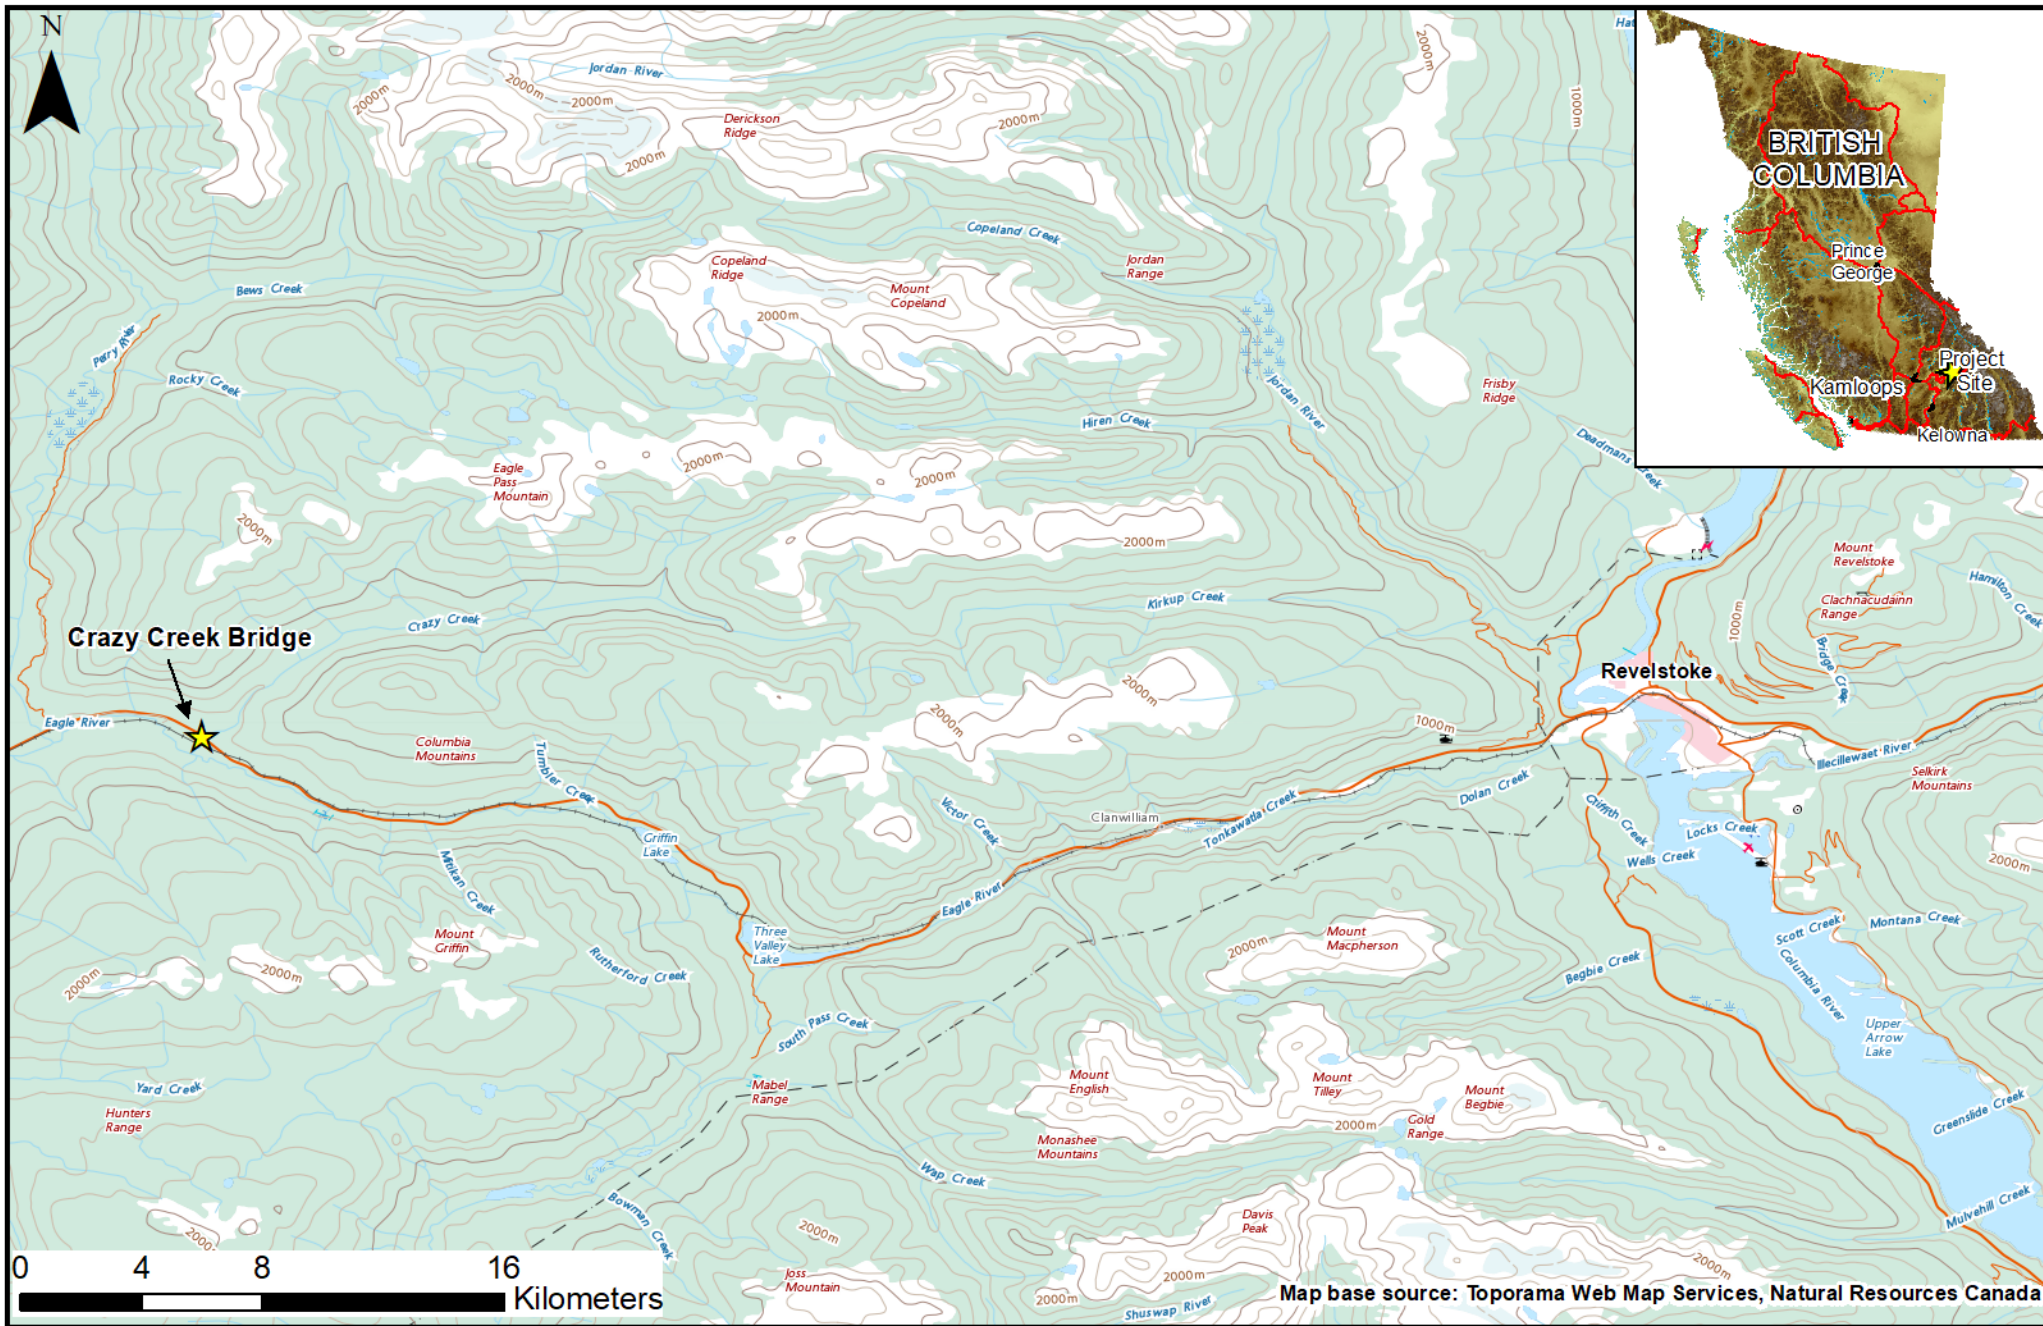 N
Jordan River
2000m
2000m
2000m
2000m
2000m
2000m
1000m
Derickson
Ridge
Hat
BRITISH
COLUMBIA
Prince
George
Project
Site
Kamloops
Kelowna
Copeland Creek
Copeland
Ridge
Mount
Copeland
Jordan
Range
2000m
Bews Creek
Perry River
Rocky Creek
Jordan River
Frisby
Ridge
Hiren Creek
Deadmans Creek
Eagle
Pass
Mountain
2000m
2000m
2000m
2000m
Mount
Revelstoke
Hamilton Creek
Clachnacudainn
Range
1000m
Bridge Creek
Kirkup Creek
Crazy Creek
Crazy Creek Bridge
Revelstoke
2000m
2000m
1000m
Eagle River
Columbia
Mountains
Tumbler Creek
Illecillewaet River
Selkirk
Mountains
Dolan Creek
Griffith Creek
Locks Creek
Wells Creek
2000m
Victor Creek
Clanwilliam
Tonkawatla Creek
Griffin
Lake
Mitikan Creek
Eagle River
Three
Valley
Lake
Mount
Griffin
2000m
2000m
Rutherford Creek
2000m
Mount
Macpherson
Begbie Creek
Scott Creek
Montana Creek
Columbia River
Upper
Arrow
Lake
South Pass Creek
Yard Creek
Hunters
Range
Mabel
Range
Mount
English
Mount
Tilley
Mount
Begbie
Gold
Range
2000m
Monashee
Mountains
Greenslide Creek
Wap Creek
Bowman Creek
2000m
2000m
Davis
Peak
Mulvehill Creek
2000m
2000m
2000m
Joss
Mountain
Shuswap River
0 4 8 16
Kilometers
Map base source: Toporama Web Map Services, Natural Resources Canada